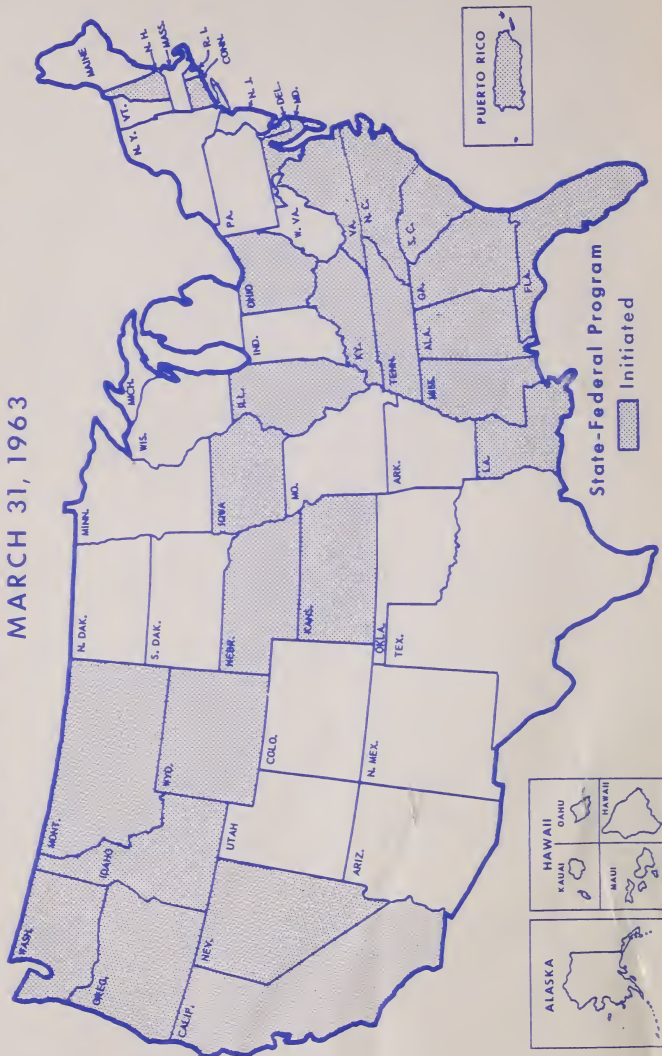 MARCH 31, 1963
WASH.
OREG.
CALIF.
NEV.
IDAHO
MONT.
WYO.
UTAH
ARIZ.
COLO.
N. MEX.
N. DAK.
S. DAK.
NEBR.
KANS.
OKLA.
TEX.
MINN.
IOWA
MO.
ARK.
LA.
WIS.
MICH.
ILL.
IND.
OHIO
KY.
TENN.
MISS.
ALA.
GA.
FLA.
S. C.
N. C.
VA.
W. VA.
PA.
N. Y.
VT.
MAINE
N. H.
MASS.
R. I.
CONN.
N. J.
DEL.
MD.
ALASKA
HAWAII
KAUAI
OAHU
MAUI
HAWAII
PUERTO RICO
State-Federal Program
Initiated